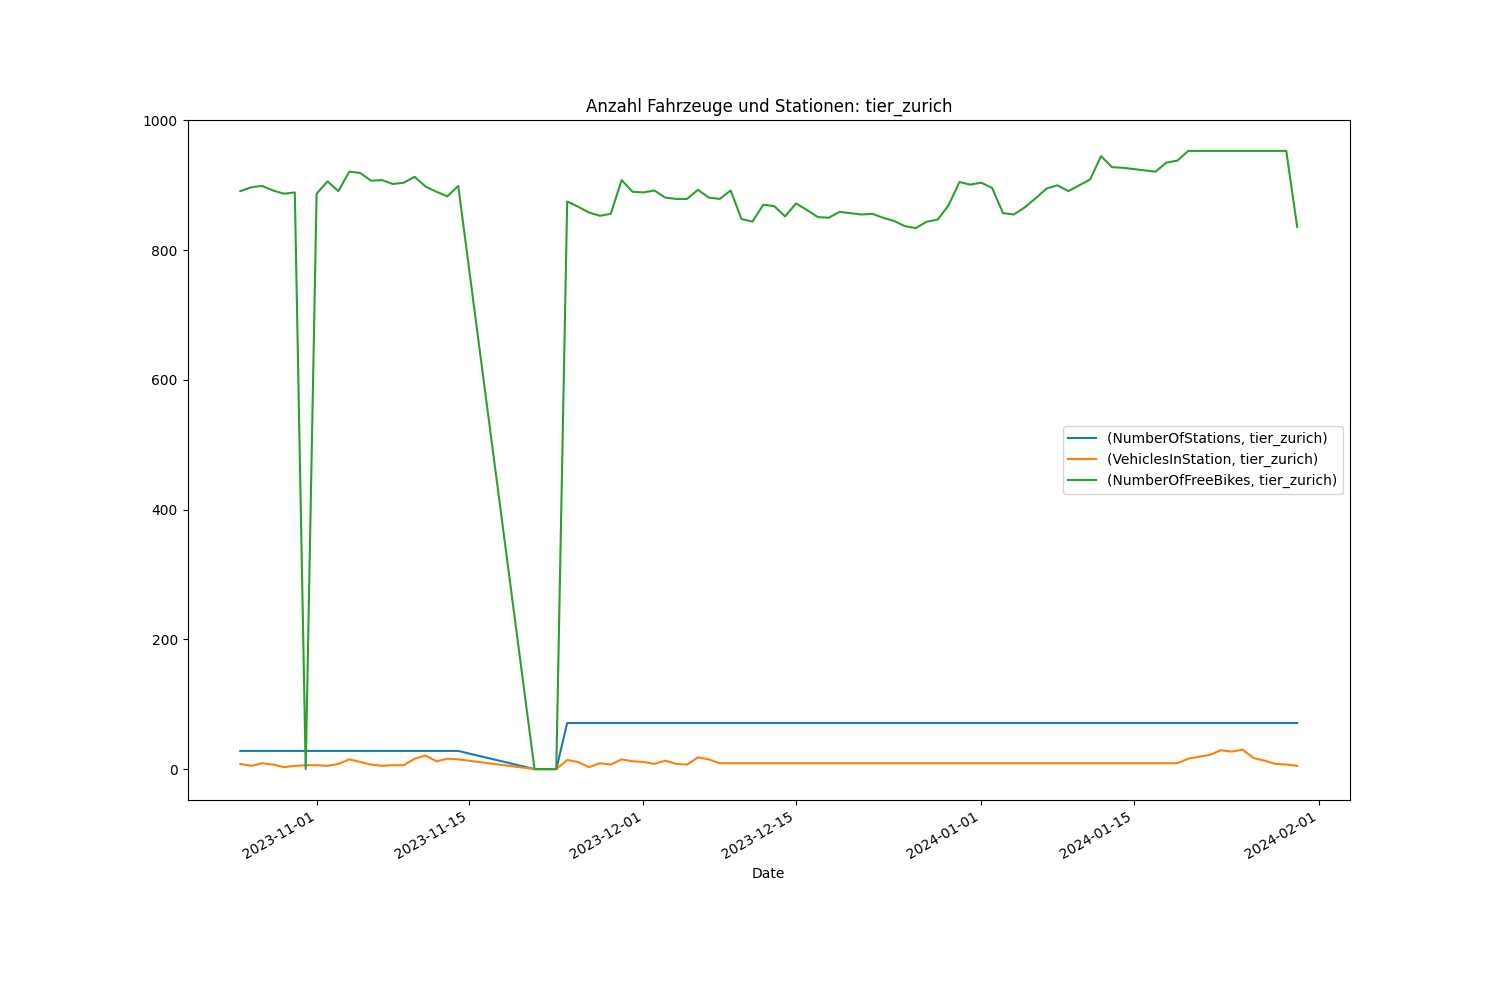 Anzahl Fahrzeuge und Stationen: tier_zurich
1000
800
600
400
200
0
(NumberOfStations, tier_zurich)
(VehiclesInStation, tier_zurich)
(NumberOfFreeBikes, tier_zurich)
2023-11-01
2023-11-15
2023-12-01
2023-12-15
2024-01-01
2024-01-15
2024-02-01
Date